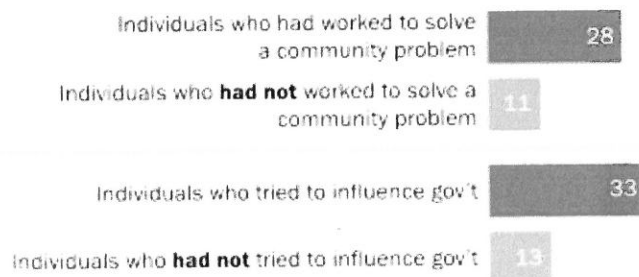 Individuals who had worked to solve
a community problem
28
Individuals who had not worked to solve a
community problem
11
Individuals who tried to influence gov't
33
Individuals who had not tried to influence gov't
13